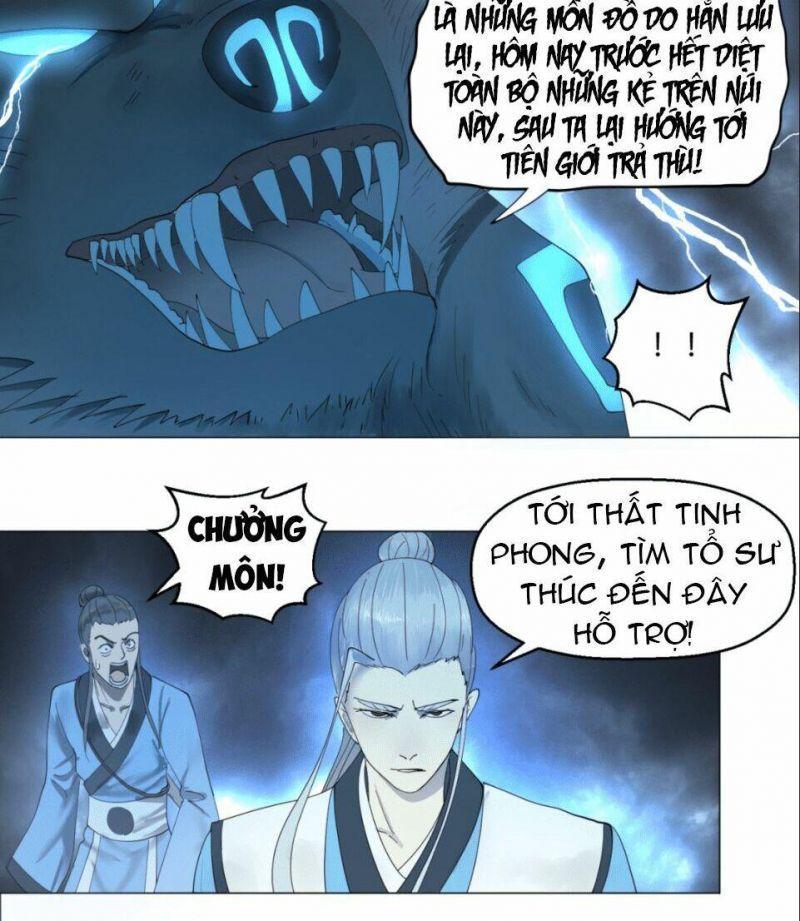 LÀ NHỮNG MÔN ĐỒ DO HẮN LƯU
LẠI, HÔM NAY TRƯỚC HẾT DIỆT
TOÀN BỘ NHỮNG KẺ TRÊN NÚI
NÀY, SAU TA LẠI HƯỚNG TỚI
TIÊN GIỚI TRẢ THÙ!
! !
CHƯỞNG
MÔN!
TỚI THẤT TINH
PHONG, TÌM TỔ SƯ
THÚC ĐẾN ĐÂY
HỖ TRỢ!